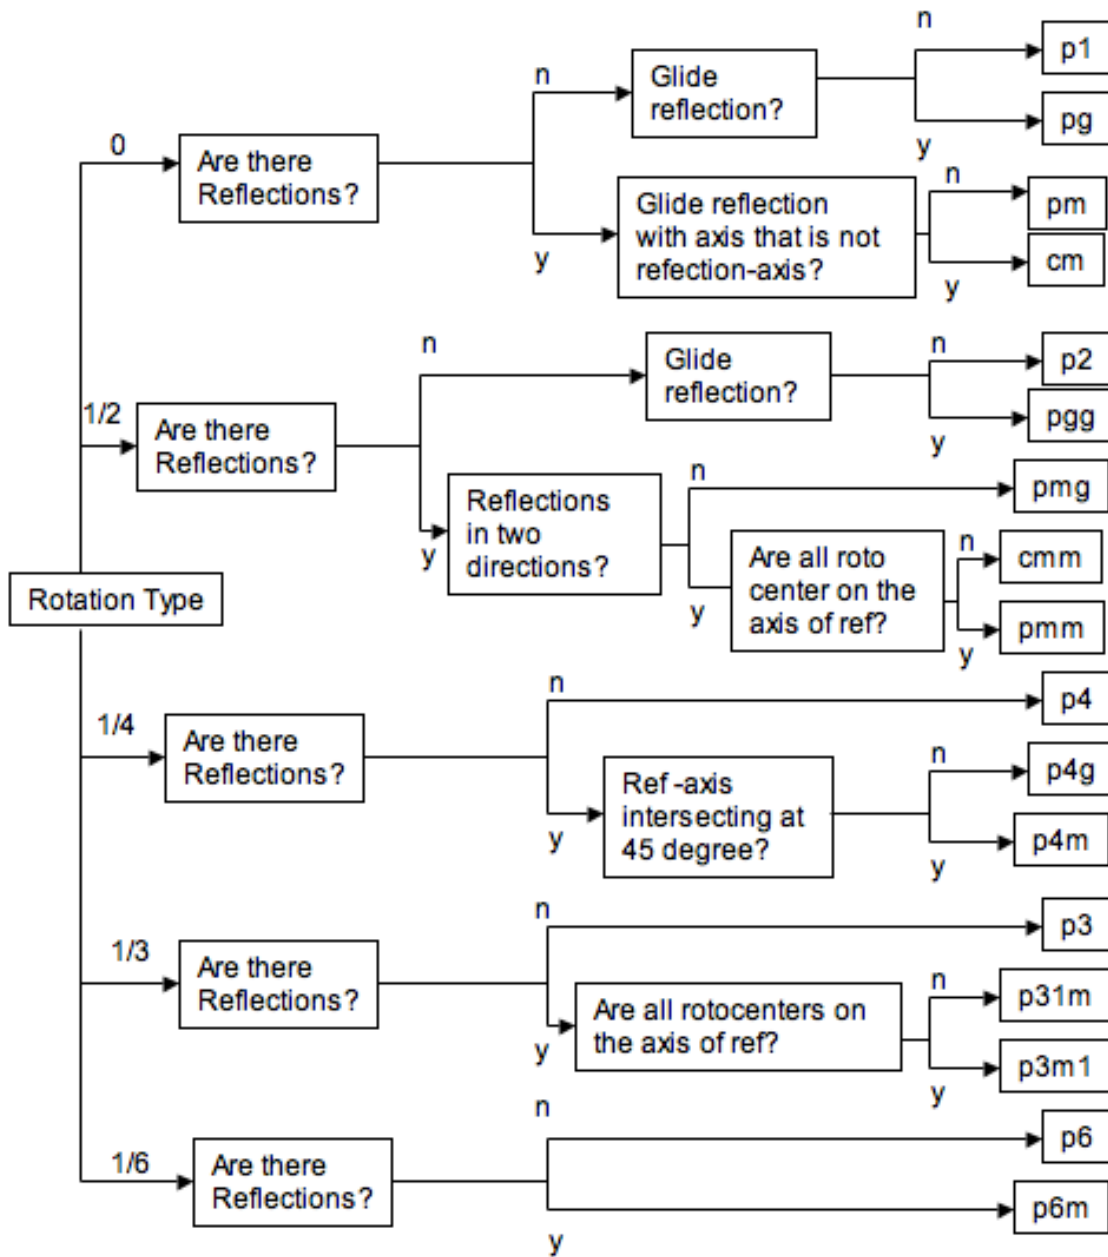 n
p1
n
Glide
reflection?
pg
y
0
Are there
Reflections?
n
Glide reflection
with axis that is not
refection-axis?
pm
y
cm
y
n
Glide
reflection?
n
p2
1/2
Are there
Reflections?
pgg
y
n
pmg
Reflections
in two
directions?
y
n
cmm
Are all roto
center on the
axis of ref?
y
pmm
y
Rotation Type
n
p4
1/4
Are there
Reflections?
n
p4g
Ref -axis
intersecting at
45 degree?
y
p4m
y
n
p3
1/3
Are there
Reflections?
n
p31m
Are all rotocenters on
the axis of ref?
y
p3m1
y
n
p6
1/6
Are there
Reflections?
p6m
y